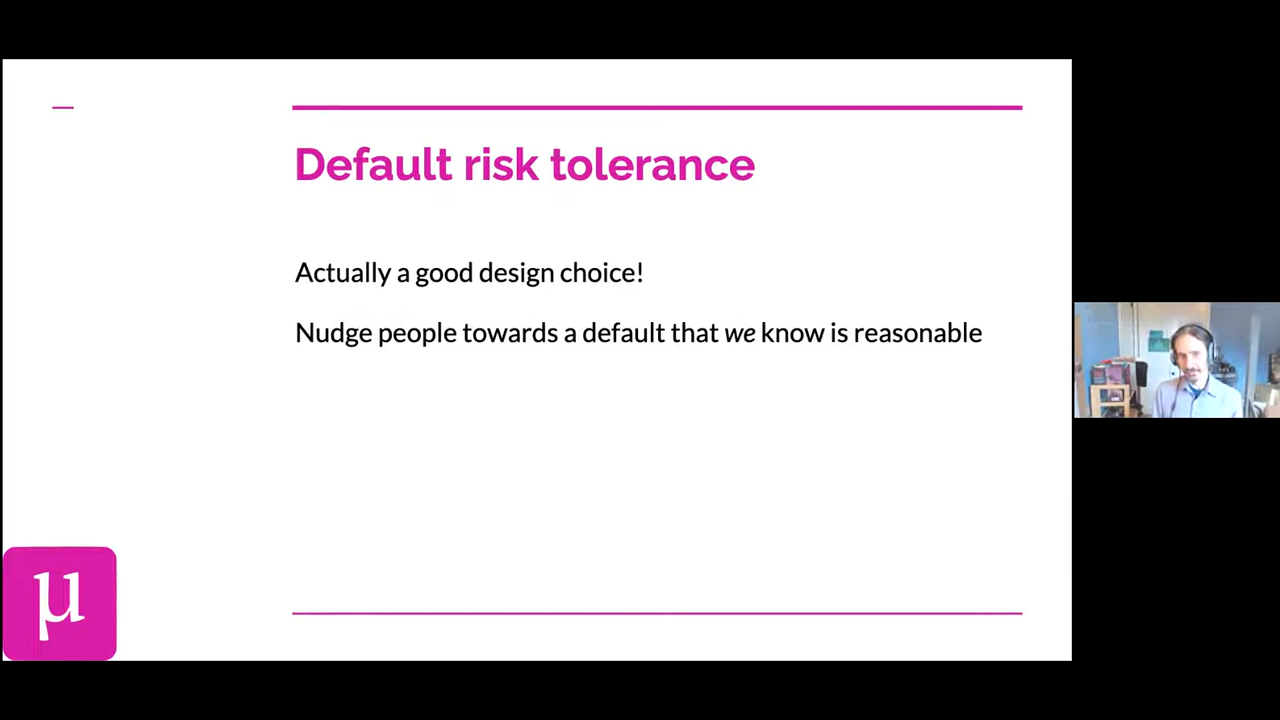 Default risk tolerance
Actually a good design choice!
Nudge people towards a default that we know is reasonable
μ